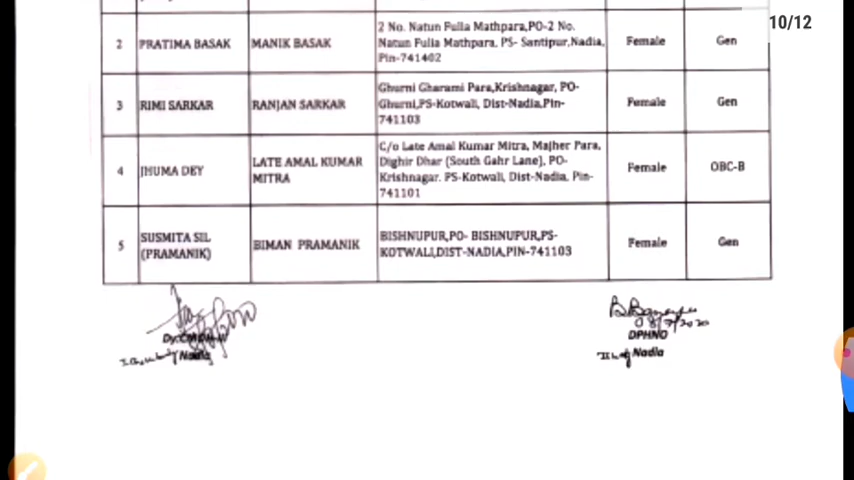 10/12
2 PRATIMA BASAK MANIK BASAK 2 No. Natun Fulia Mathpara,PO-2 No.
Natun Fulia Mathpara, PS- Santipur,Nadia,
Pin-741402 Female Gen
3 RIMI SARKAR RANJAN SARKAR Ghurni Gharami Para,Krishnagar, PO-
Ghurni,PS-Kotwali, Dist-Nadia,Pin-
741103 Female Gen
4 JHUMA DEY LATE AMAL KUMAR
MITRA C/o Late Amal Kumar Mitra, Majher Para,
Dighir Dhar (South Gahr Lane), PO-
Krishnagar. PS-Kotwali, Dist-Nadia, Pin-
741101 Female OBC-B
5 SUSMITA SIL
(PRAMANIK) BIMAN PRAMANIK BISHNUPUR,PO- BISHNUPUR,PS-
KOTWALI,DIST-NADIA,PIN-741103 Female Gen
Nadia
08/7/2020
DPHNO
Nadia